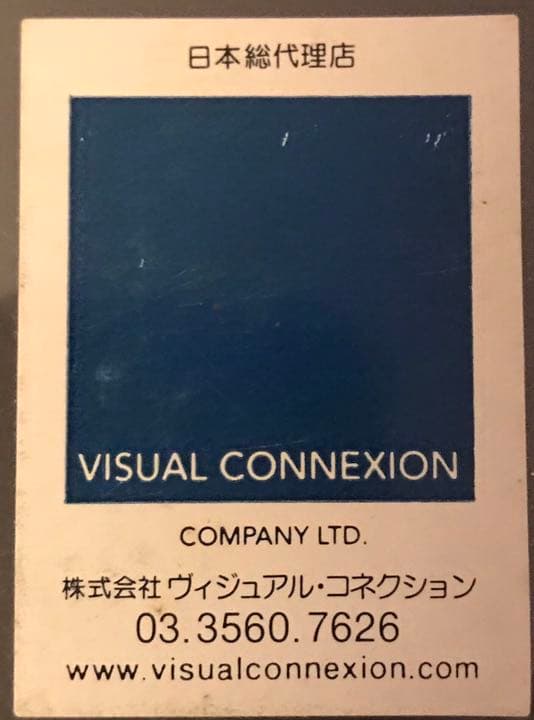 日本総代理店
VISUAL CONNEXION
COMPANY LTD.
株式会社 ヴィジュアル・コネクション
03.3560.7626
www.visualconnexion.com